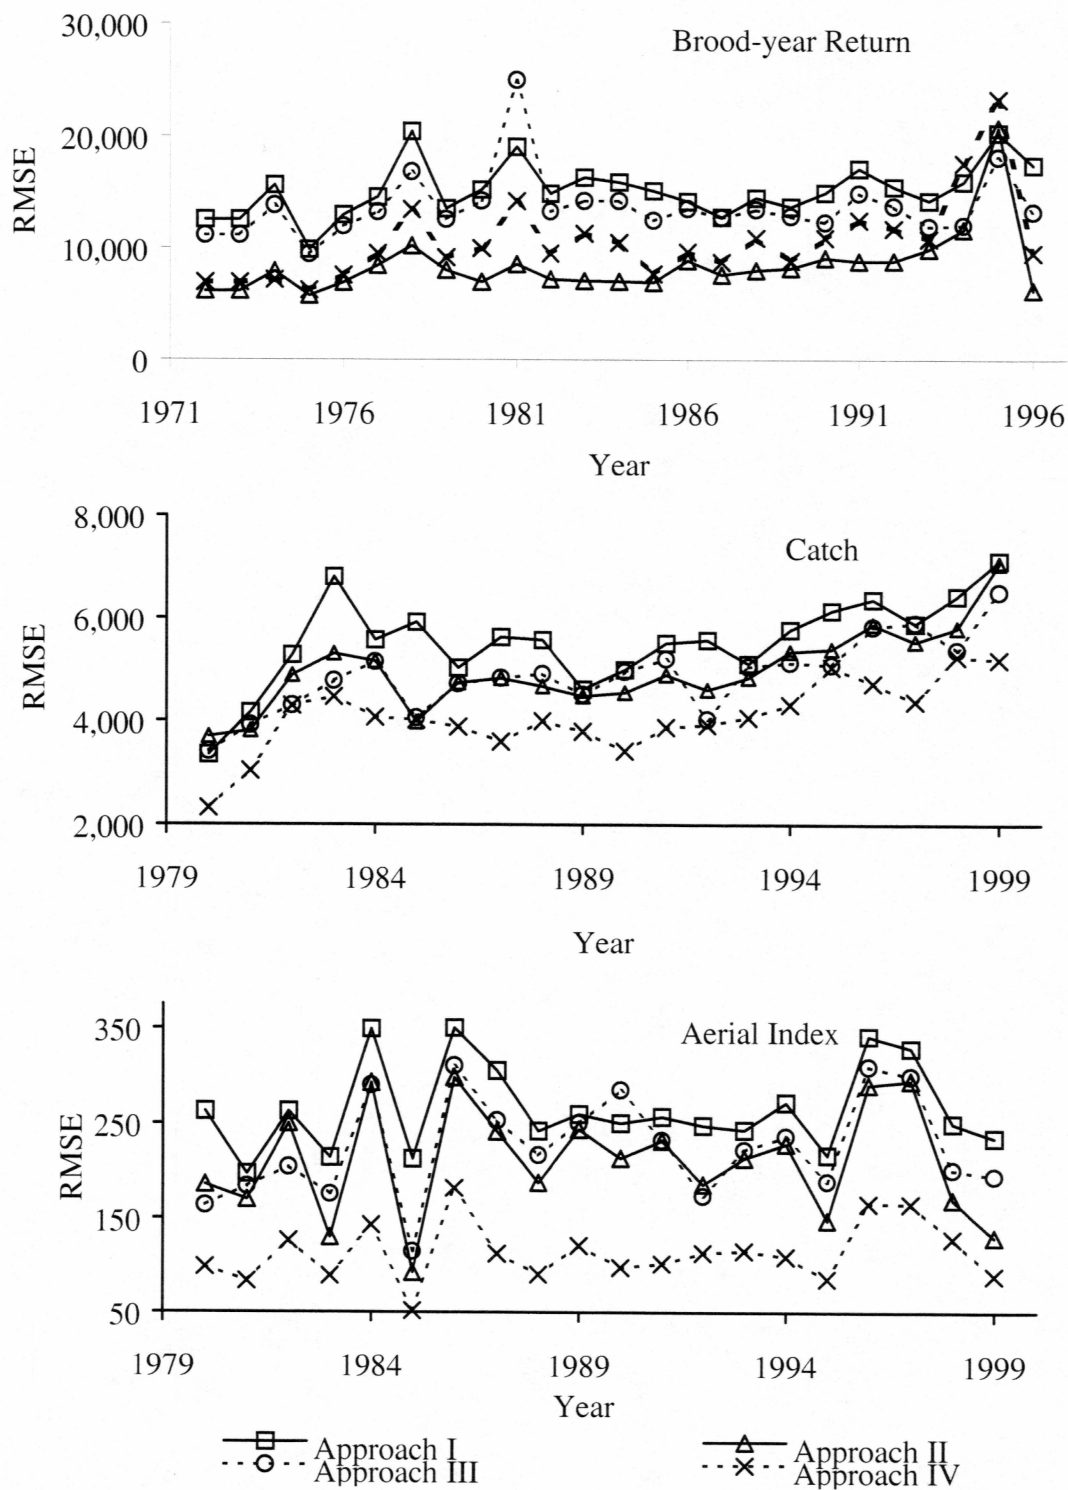 30,000
Brood-year Return
20,000
RMSE
10,000
0
1971 1976 1981 1986 1991 1996
Year
8,000
Catch
6,000
RMSE
4,000
2,000
1979 1984 1989 1994 1999
Year
350
Aerial Index
250
RMSE
150
50
1979 1984 1989 1994 1999
Year
Approach I Approach II
Approach III Approach IV